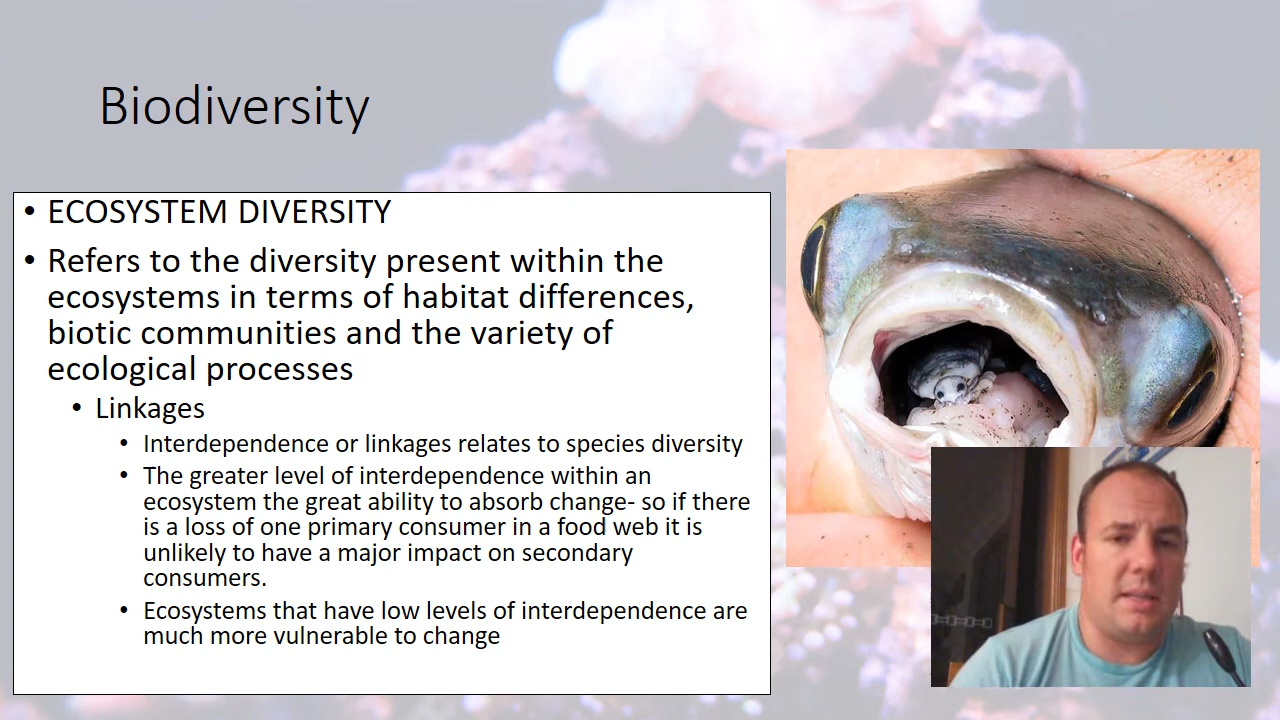 Biodiversity
• ECOSYSTEM DIVERSITY
• Refers to the diversity present within the
ecosystems in terms of habitat differences,
biotic communities and the variety of
ecological processes
• Linkages
• Interdependence or linkages relates to species diversity
• The greater level of interdependence within an
ecosystem the great ability to absorb change- so if there
is a loss of one primary consumer in a food web it is
unlikely to have a major impact on secondary
consumers.
• Ecosystems that have low levels of interdependence are
much more vulnerable to change